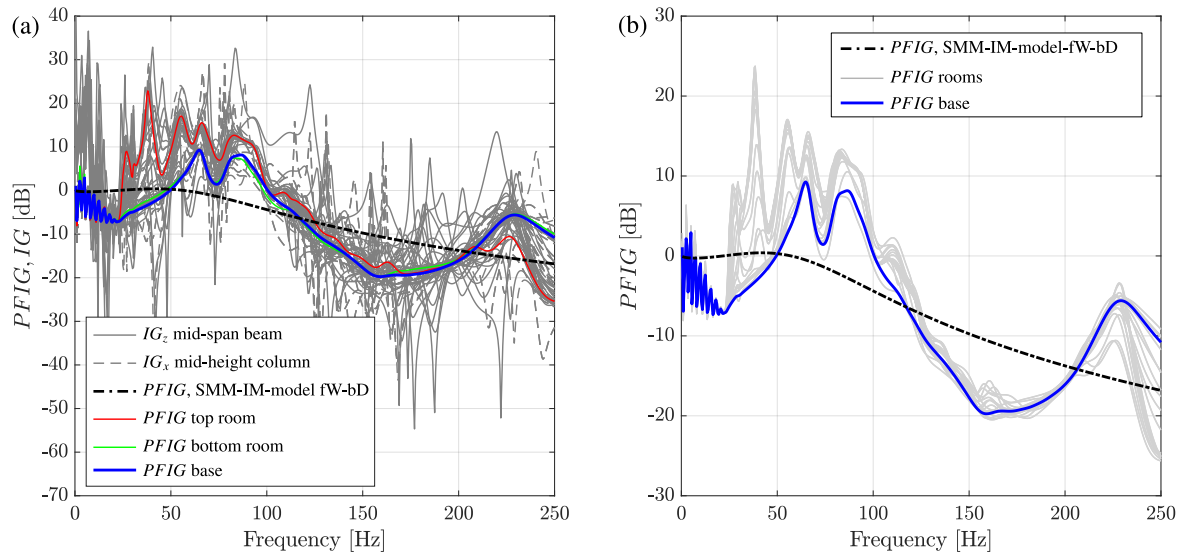 (a)
PFIG, IG [dB]
40
30
20
10
0
-10
-20
-30
-40
-50
-60
-70
IG_z mid-span beam
IG_x mid-height column
PFIG, SMM-IM-model fW-bD
PFIG top room
PFIG bottom room
PFIG base
0 50 100 150 200 250
Frequency [Hz]
(b)
PFIG [dB]
30
20
10
0
-10
-20
-30
PFIG, SMM-IM-model-fW-bD
PFIG rooms
PFIG base
0 50 100 150 200 250
Frequency [Hz]